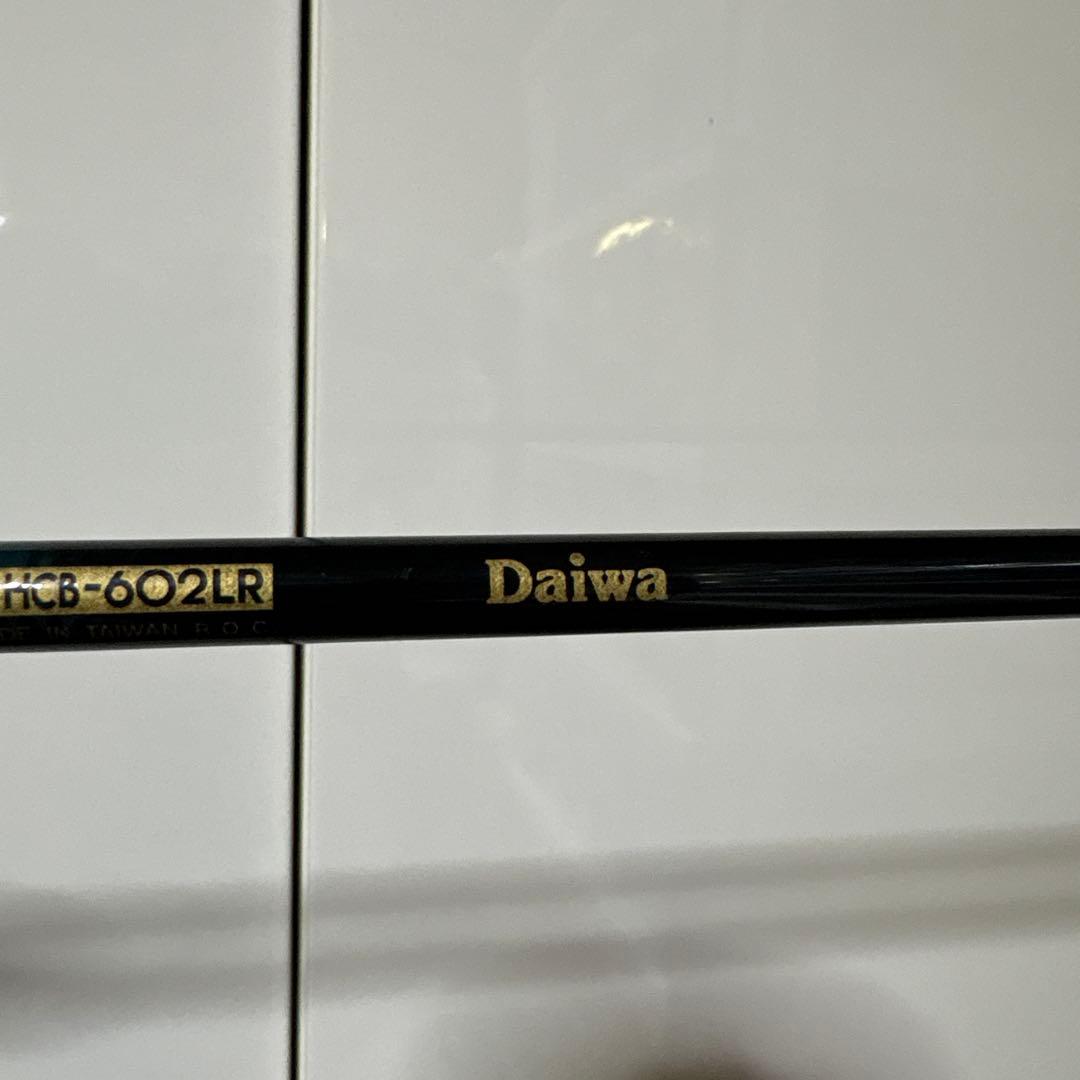 HCB-602LR
DE IN TAIWAN R.O.C
Daiwa